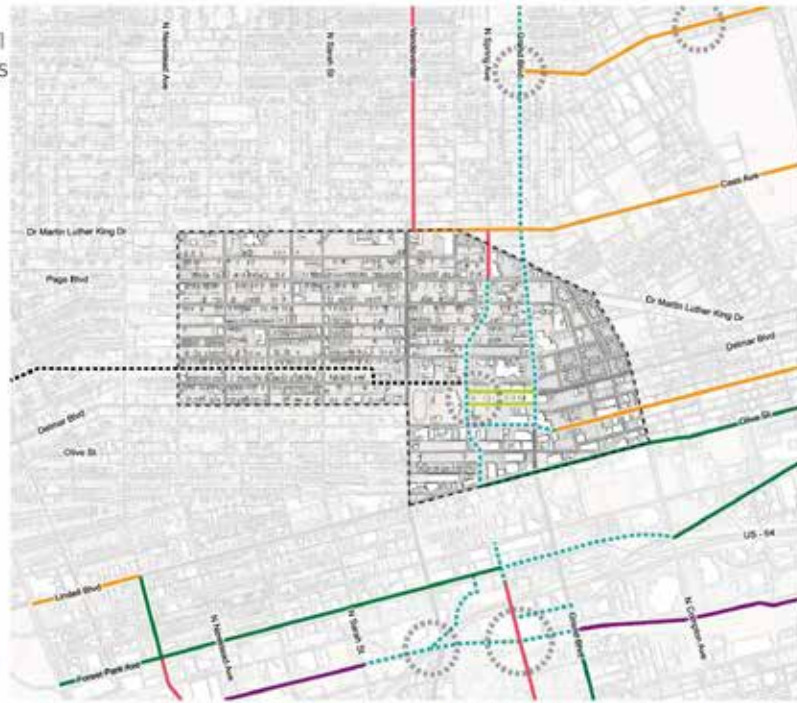 N Newstead Ave
N Sarah St
Vandeventer
N Spring Ave
Grand Blvd
Cass Ave
Dr Martin Luther King Dr
Page Blvd
Dr Martin Luther King Dr
Delmar Blvd
Delmar Blvd
Olive St
Olive St
US - 64
Lindell Blvd
N Newstead Ave
N Sarah St
Grand Blvd
N Compton Ave
Forest Park Ave